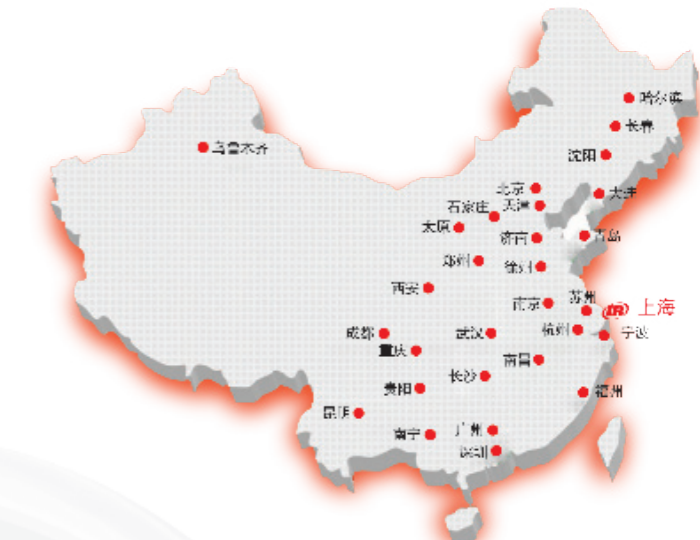 哈尔滨
长春
乌鲁木齐
沈阳
北京
大连
石家庄
天津
太原
济南
青岛
郑州
徐州
西安
南京
苏州
IR 上海
成都
武汉
杭州
宁波
重庆
南昌
长沙
贵阳
福州
昆明
南宁
广州
深圳